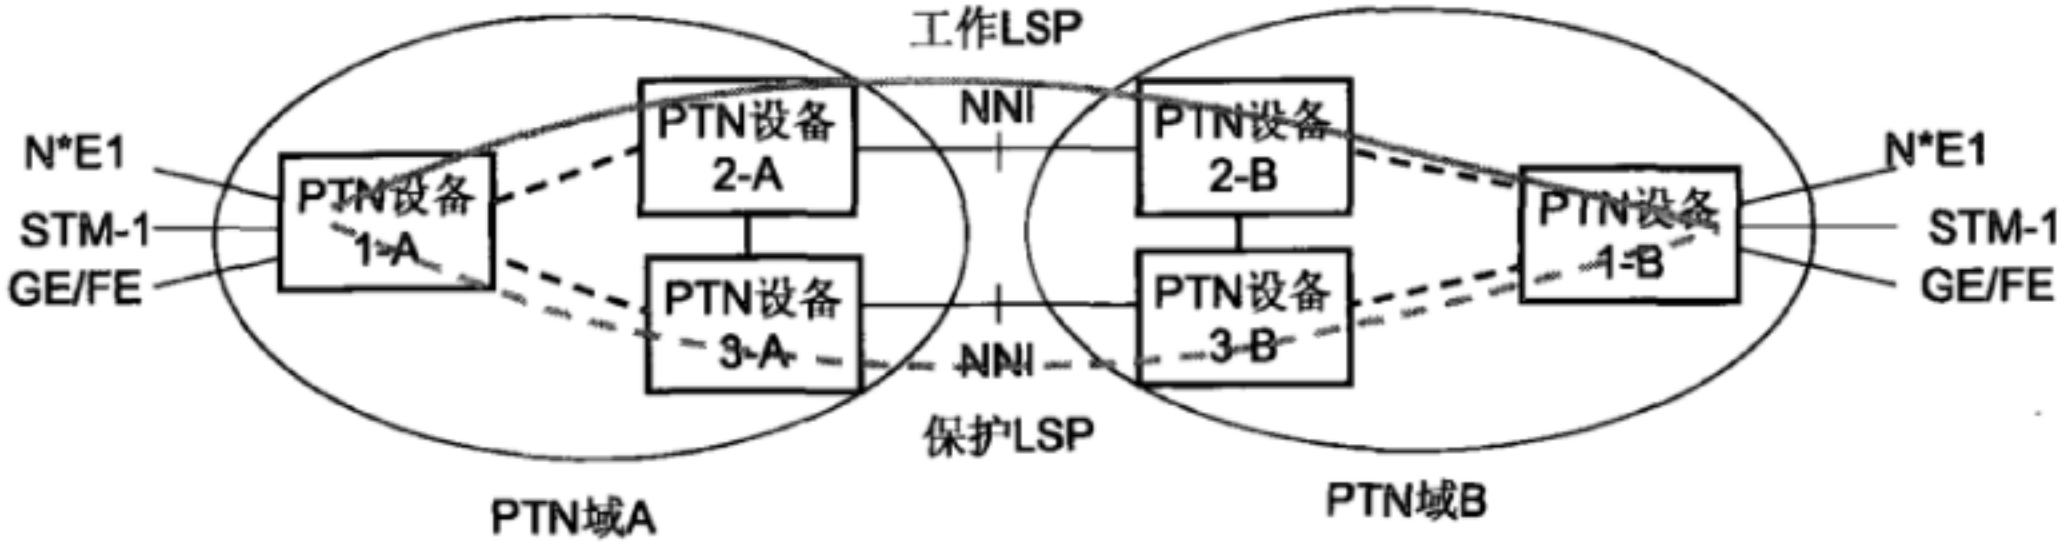 工作LSP
NNI
N*E1
STM-1
GE/FE
PTN设备
1-A
PTN设备
2-A
PTN设备
3-A
PTN设备
2-B
PTN设备
3-B
PTN设备
1-B
N*E1
STM-1
GE/FE
NNI
保护LSP
PTN域A
PTN域B